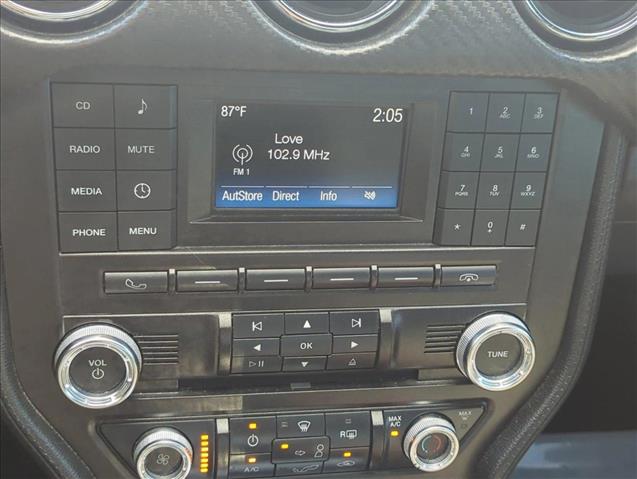 CD
RADIO MUTE
MEDIA
PHONE MENU
87°F 2:05
Love
102.9 MHz
FM 1
AutStore Direct Info
1 2 ABC 3 DEF
4 GHI 5 JKL 6 MNO
7 PQRS 8 TUV 9 WXYZ
* 0 + #
VOL
OK
TUNE
R
A/C
MAX A/C
MAX